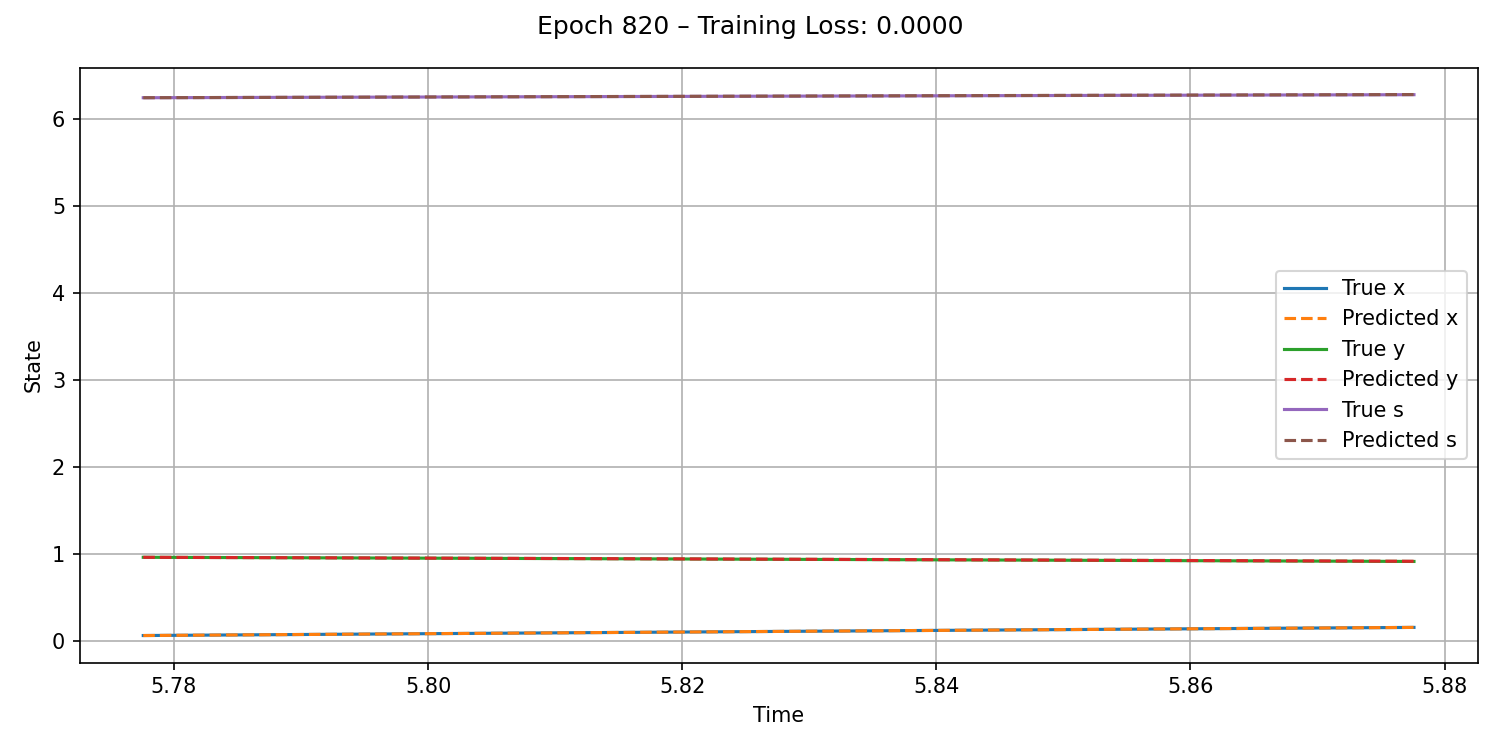 Epoch 820 – Training Loss: 0.0000
State
6
5
4
3
2
1
0
True x
Predicted x
True y
Predicted y
True s
Predicted s
5.78 5.80 5.82 5.84 5.86 5.88
Time